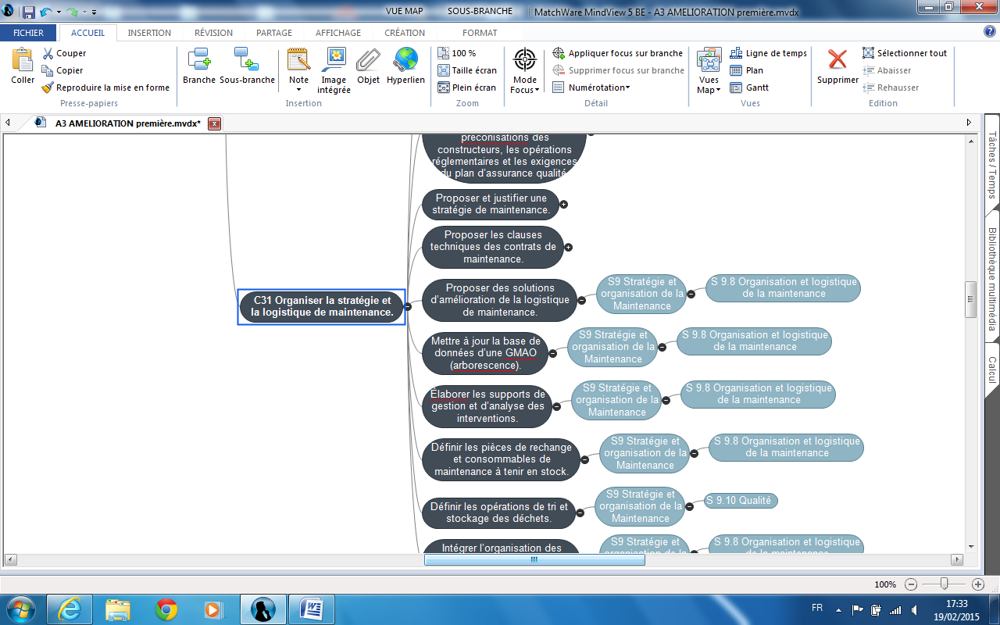 VUE MAP SOUS-BRANCHE MatchWare MindView 5 BE - A3 AMELIORATION première.mvdx
FICHIER ACCUEIL INSERTION RÉVISION PARTAGE AFFICHAGE CRÉATION FORMAT
Coller
Couper
Copier
Reproduire la mise en forme
Presse-papiers
Branche Sous-branche Note Image intégrée Objet Hyperlien
Insertion
100 %
Taille écran
Plein écran
Zoom
Mode Focus
Appliquer focus sur branche
Supprimer focus sur branche
Numérotation
Détail
Vues Map
Ligne de temps
Plan
Gantt
Vues
Supprimer
Sélectionner tout
Abaisser
Rehausser
Edition
A3 AMELIORATION première.mvdx*
Tâches / Temps
Bibliothèque multimédia
Calcul
préconisations des
constructeurs, les opérations
réglementaires et les exigences
du plan d'assurance qualité
Proposer et justifier une
stratégie de maintenance.
Proposer les clauses
techniques des contrats de
maintenance.
C31 Organiser la stratégie et
la logistique de maintenance.
Proposer des solutions
d'amélioration de la logistique
de maintenance.
S9 Stratégie et
organisation de la
Maintenance
S 9.8 Organisation et logistique
de la maintenance
Mettre à jour la base de
données d'une GMAO
(arborescence).
S9 Stratégie et
organisation de la
Maintenance
S 9.8 Organisation et logistique
de la maintenance
Élaborer les supports de
gestion et d'analyse des
interventions.
S9 Stratégie et
organisation de la
Maintenance
S 9.8 Organisation et logistique
de la maintenance
Définir les pièces de rechange
et consommables de
maintenance à tenir en stock.
S9 Stratégie et
organisation de la
Maintenance
S 9.8 Organisation et logistique
de la maintenance
Définir les opérations de tri et
stockage des déchets.
S9 Stratégie et
organisation de la
Maintenance
S 9.10 Qualité
Intégrer l'organisation des
S9 Stratégie et
organisation de la
S 9.8 Organisation et logistique
de la maintenance
100%
FR
17:33
19/02/2015